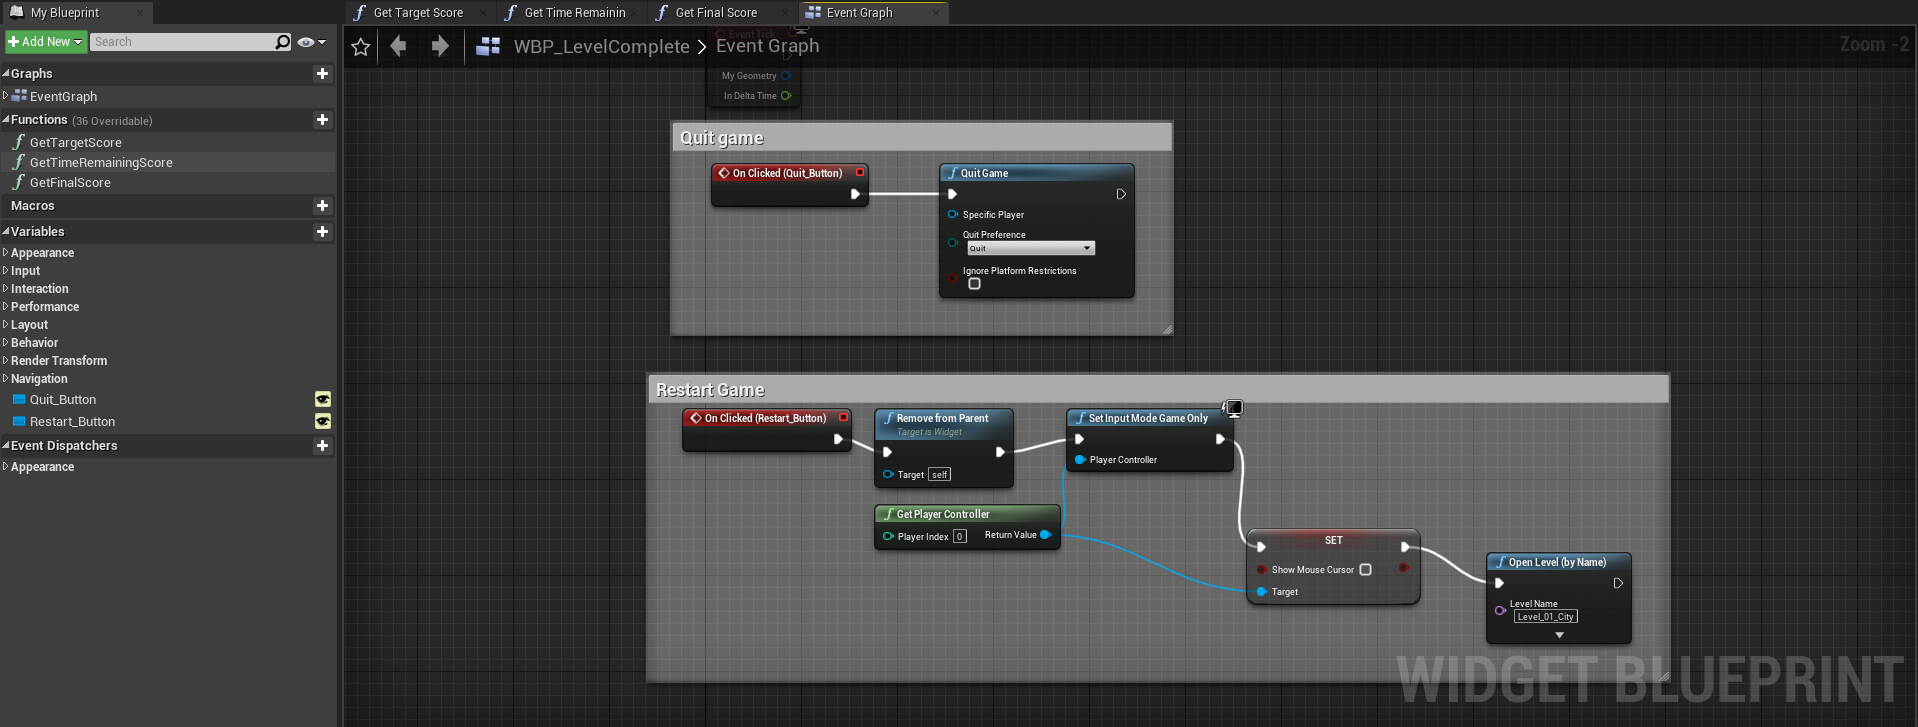 My Blueprint
Get Target Score
Get Time Remainin
Get Final Score
Event Graph
Add New
Search
WBP_LevelComplete
Event Graph
Zoom -2
Graphs
EventGraph
Functions (36 Overridable)
GetTargetScore
GetTimeRemainingScore
GetFinalScore
Macros
Variables
Appearance
Input
Interaction
Performance
Layout
Behavior
Render Transform
Navigation
Quit_Button
Restart_Button
Event Dispatchers
Appearance
Event Tick
My Geometry
In Delta Time
Quit game
On Clicked (Quit_Button)
Quit Game
Specific Player
Quit Preference
Quit
Ignore Platform Restrictions
Restart Game
On Clicked (Restart_Button)
Remove from Parent
Target is Widget
Target self
Set Input Mode Game Only
Player Controller
Get Player Controller
Player Index 0
Return Value
SET
Show Mouse Cursor
Target
Open Level (by Name)
Level Name
Level_01_City
WIDGET BLUEPRINT